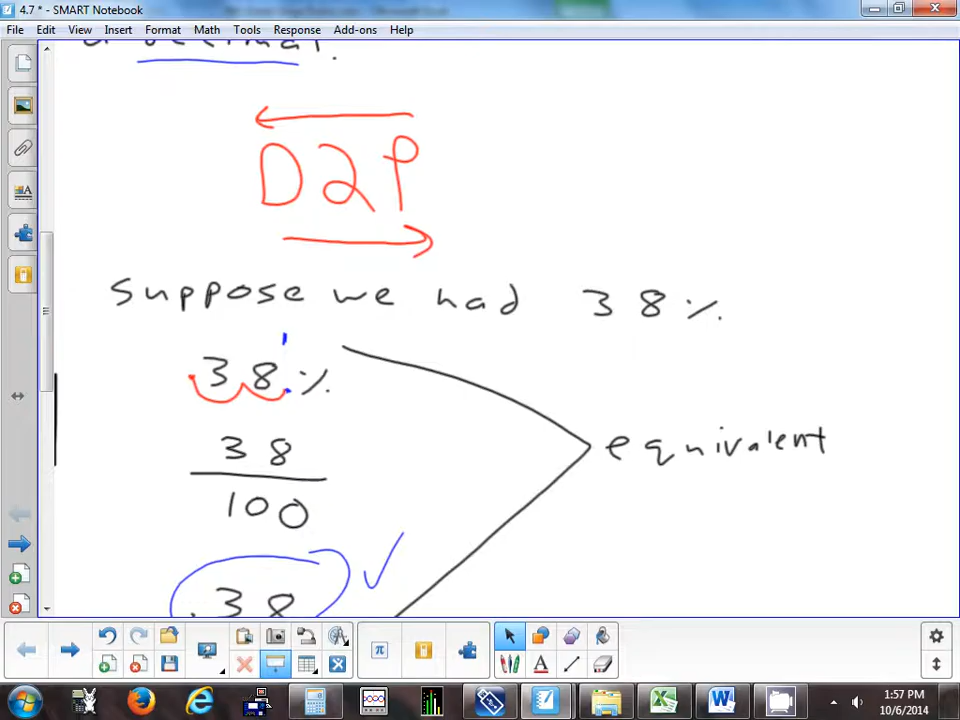 4.7 * - SMART Notebook
File Edit View Insert Format Math Tools Response Add-ons Help
decimal.
D2P
suppose we had 38%
38%
38
100
equivalent
.38
1:57 PM
10/6/2014